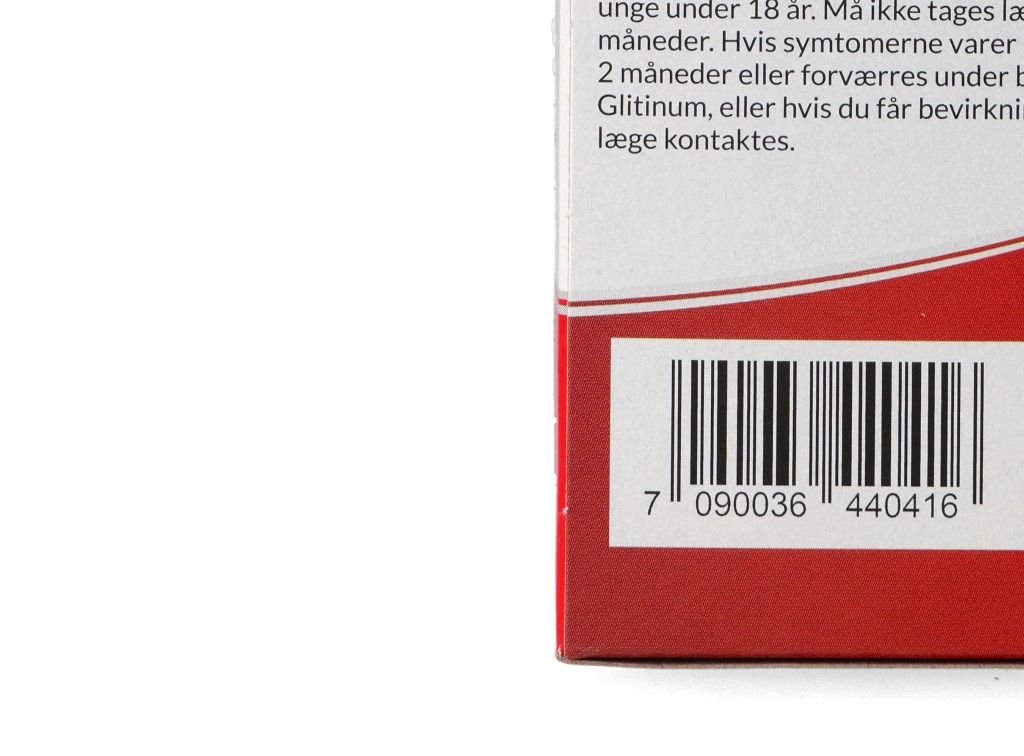 unge under 18 år. Må ikke tages
måneder. Hvis symtomerne varer
2 måneder eller forværres under
Glitinum, eller hvis du får
læge kontaktes.
7 090036 440416